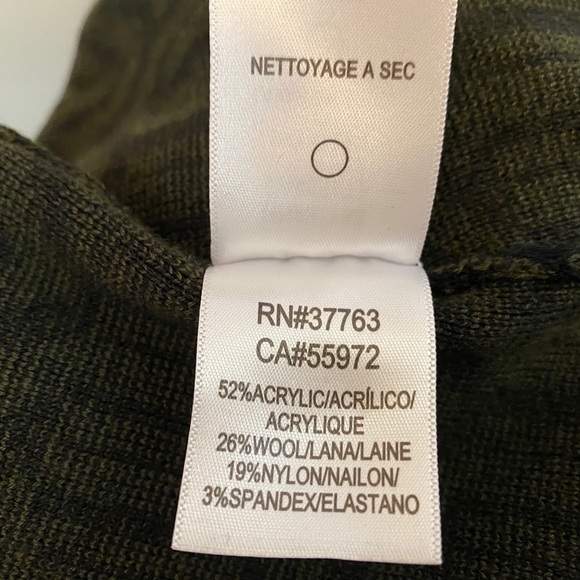 NETTOYAGE A SEC
RN#37763
CA#55972
52%ACRYLIC/ACRÍLICO/
ACRYLIQUE
26%WOOL/LANA/LAINE
19%NYLON/NAILON/
3%SPANDEX/ELASTANO